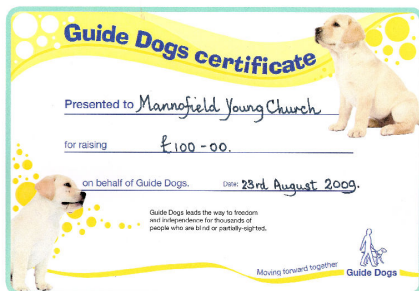 Guide Dogs certificate
Presented to Mannofield Young Church
for raising £100-00.
on behalf of Guide Dogs. Date: 23rd August 2009.
Guide Dogs leads the way to freedom
and independence for thousands of
people who are blind or partially-sighted.
Moving forward together
Guide Dogs